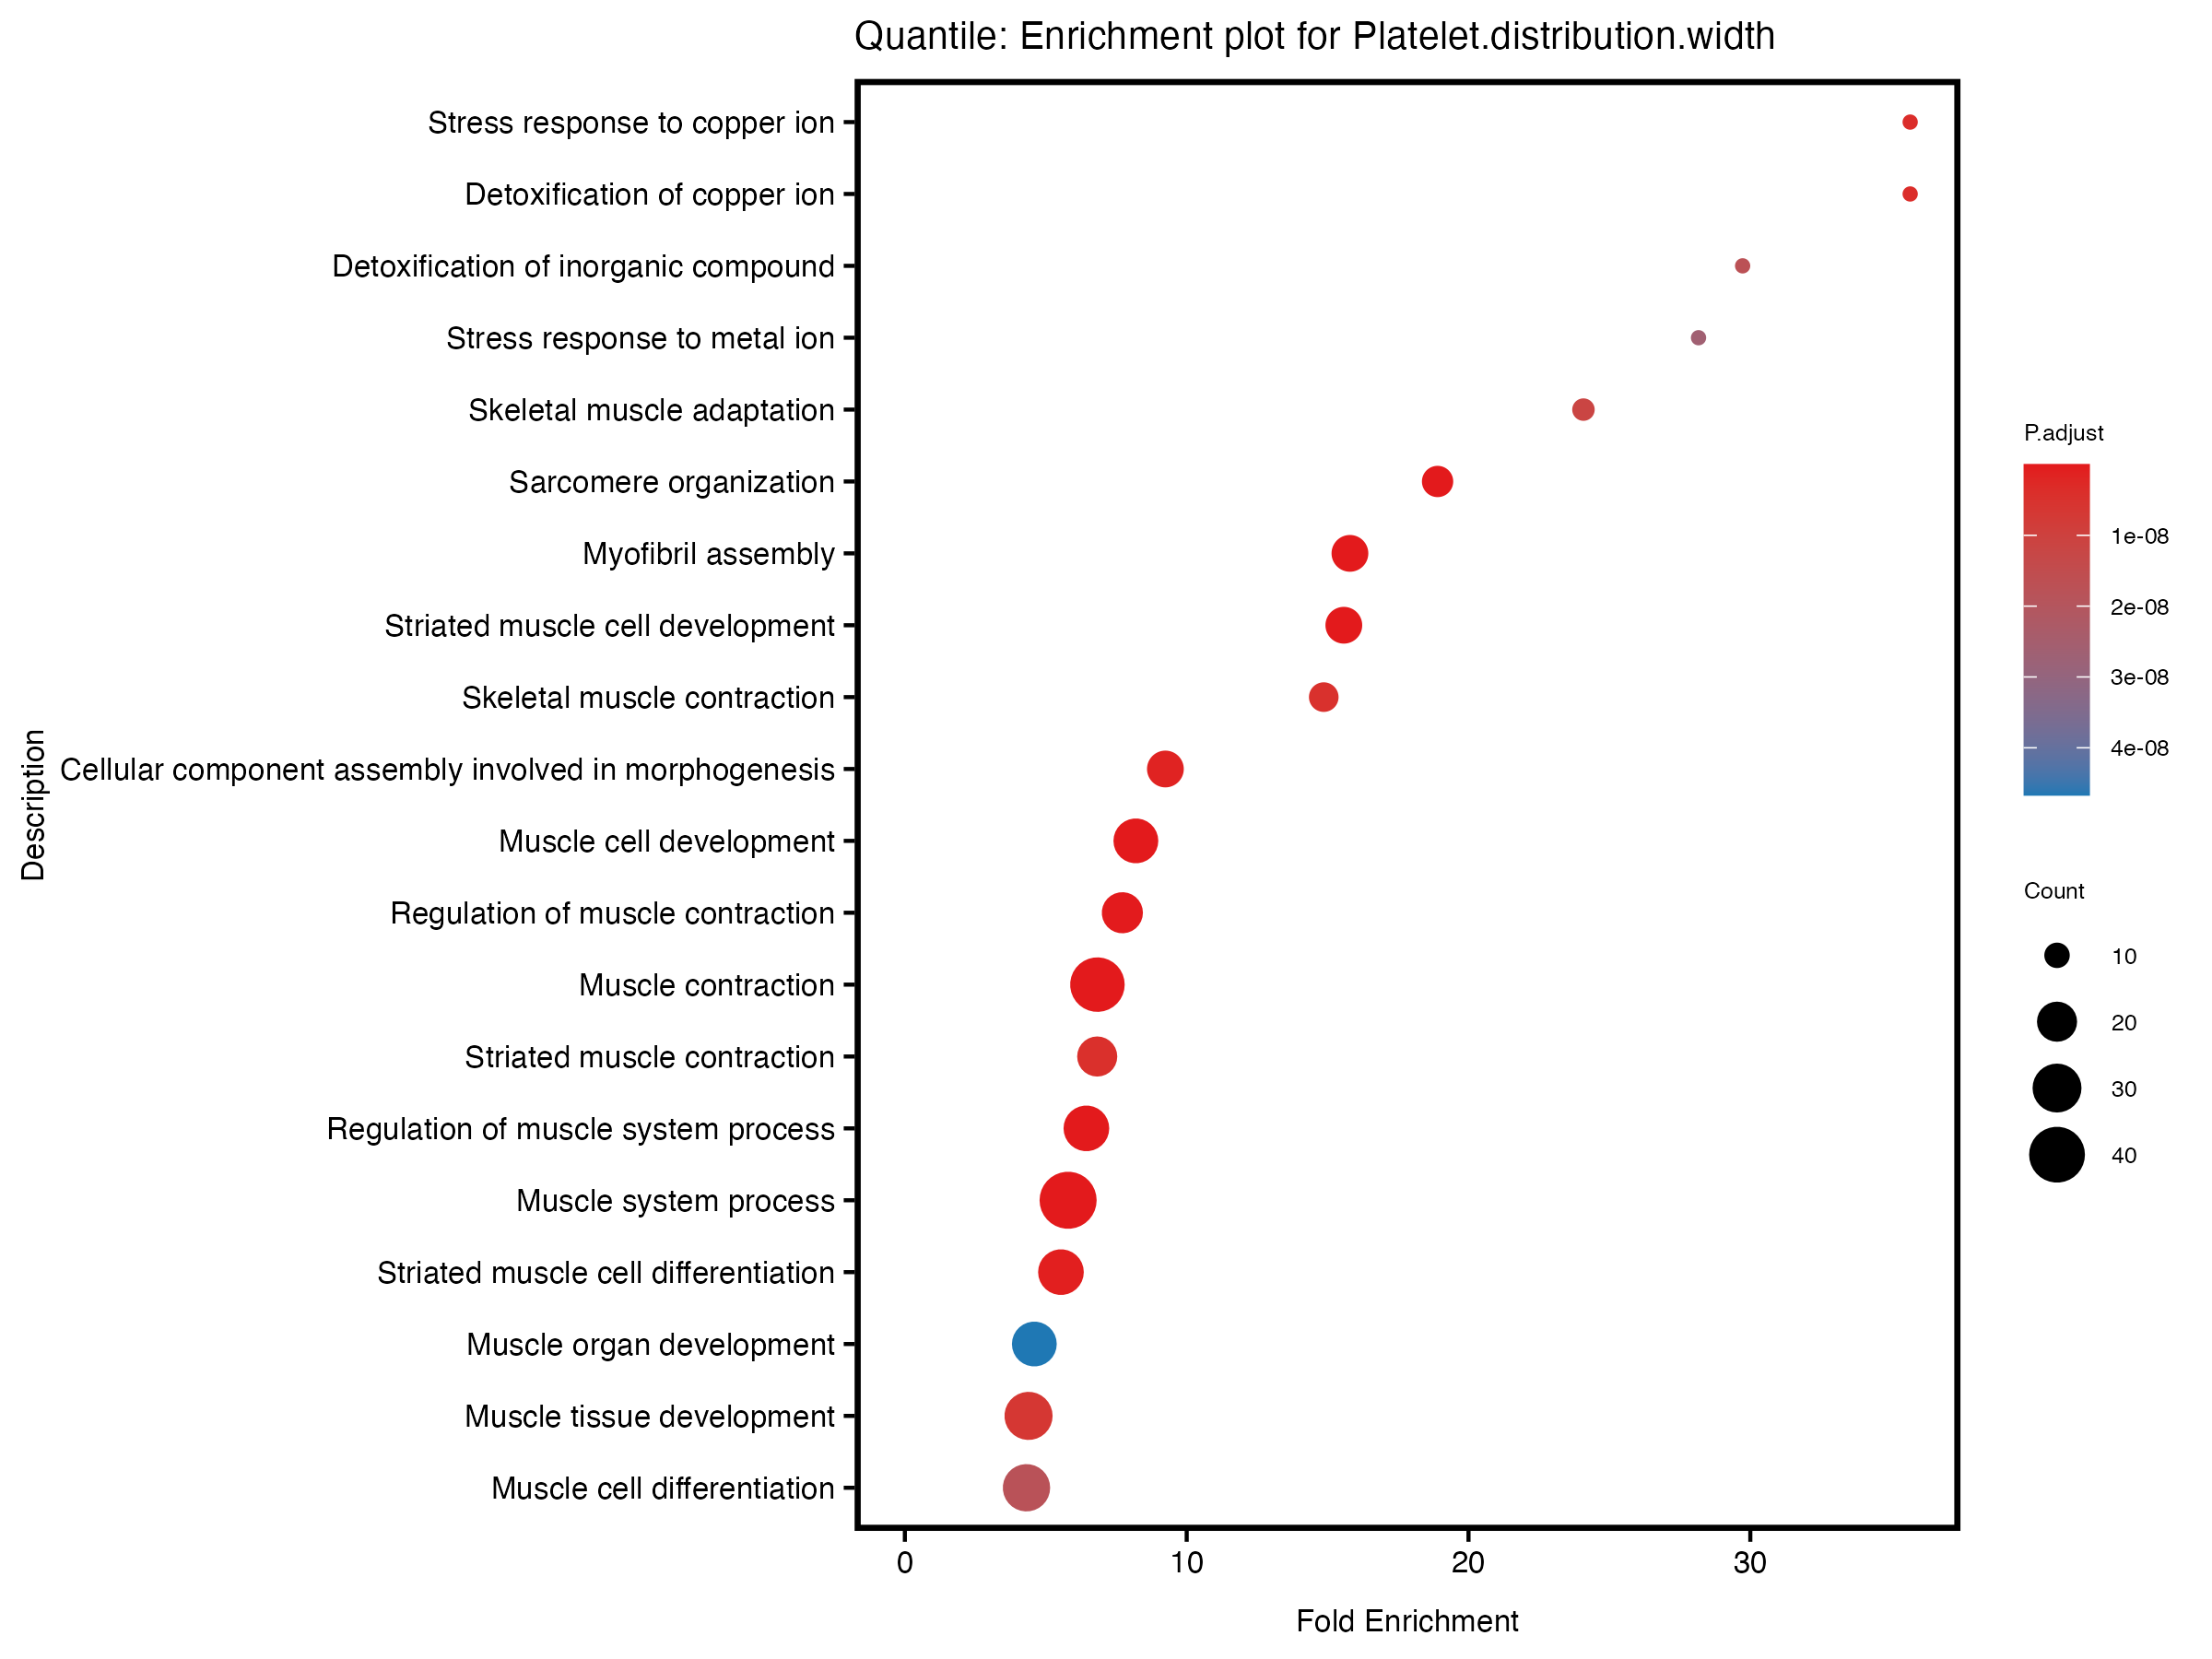 Quantile: Enrichment plot for Platelet.distribution.width
Description
Stress response to copper ion
Detoxification of copper ion
Detoxification of inorganic compound
Stress response to metal ion
Skeletal muscle adaptation
Sarcomere organization
Myofibril assembly
Striated muscle cell development
Skeletal muscle contraction
Cellular component assembly involved in morphogenesis
Muscle cell development
Regulation of muscle contraction
Muscle contraction
Striated muscle contraction
Regulation of muscle system process
Muscle system process
Striated muscle cell differentiation
Muscle organ development
Muscle tissue development
Muscle cell differentiation
0 10 20 30
Fold Enrichment
P.adjust
1e-08
2e-08
3e-08
4e-08
Count
10
20
30
40